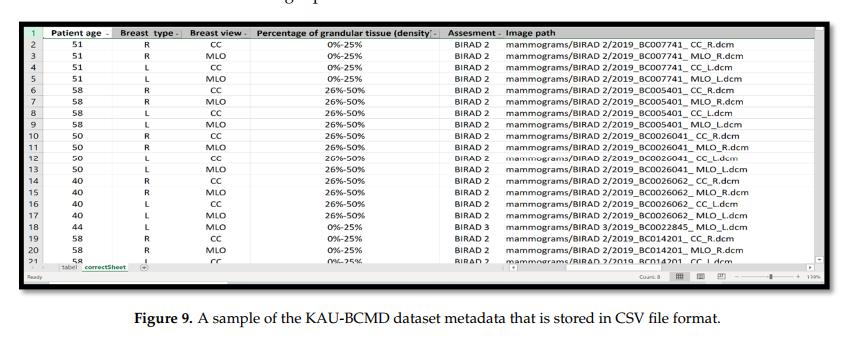 1 Patient age Breast type Breast view Percentage of grandular tissue (density) Assesment Image path
2 51 R CC 0%-25% BIRAD 2 mammograms/BIRAD 2/2019_BC007741_ CC_R.dcm
3 51 R MLO 0%-25% BIRAD 2 mammograms/BIRAD 2/2019_BC007741_ MLO_R.dcm
4 51 L CC 0%-25% BIRAD 2 mammograms/BIRAD 2/2019_BC007741_ CC_L.dcm
5 51 L MLO 0%-25% BIRAD 2 mammograms/BIRAD 2/2019_BC007741_ MLO_L.dcm
6 58 R CC 26%-50% BIRAD 2 mammograms/BIRAD 2/2019_BC005401_ CC_R.dcm
7 58 R MLO 26%-50% BIRAD 2 mammograms/BIRAD 2/2019_BC005401_ MLO_R.dcm
8 58 L CC 26%-50% BIRAD 2 mammograms/BIRAD 2/2019_BC005401_ CC_L.dcm
9 58 L MLO 26%-50% BIRAD 2 mammograms/BIRAD 2/2019_BC005401_ MLO_L.dcm
10 50 R CC 26%-50% BIRAD 2 mammograms/BIRAD 2/2019_BC0026041_ CC_R.dcm
11 50 R MLO 26%-50% BIRAD 2 mammograms/BIRAD 2/2019_BC0026041_ MLO_R.dcm
12 50 L CC 26%-50% BIRAD 2 mammograms/BIRAD 2/2019_BC0026041_ CC_L.dcm
13 50 L MLO 26%-50% BIRAD 2 mammograms/BIRAD 2/2019_BC0026041_ MLO_L.dcm
14 40 R CC 26%-50% BIRAD 2 mammograms/BIRAD 2/2019_BC0026062_ CC_R.dcm
15 40 R MLO 26%-50% BIRAD 2 mammograms/BIRAD 2/2019_BC0026062_ MLO_R.dcm
16 40 L CC 26%-50% BIRAD 2 mammograms/BIRAD 2/2019_BC0026062_ CC_L.dcm
17 40 L MLO 26%-50% BIRAD 2 mammograms/BIRAD 2/2019_BC0026062_ MLO_L.dcm
18 44 L MLO 0%-25% BIRAD 3 mammograms/BIRAD 3/2019_BC0022845_ MLO_L.dcm
19 58 R CC 0%-25% BIRAD 2 mammograms/BIRAD 2/2019_BC014201_ CC_R.dcm
20 58 R MLO 0%-25% BIRAD 2 mammograms/BIRAD 2/2019_BC014201_ MLO_R.dcm
21 58 L CC 0%-25% BIRAD 2 mammograms/BIRAD 2/2019_BC014201_ CC_L.dcm
tabel correctSheet
Ready Count: 8 139%
Figure 9. A sample of the KAU-BCMD dataset metadata that is stored in CSV file format.